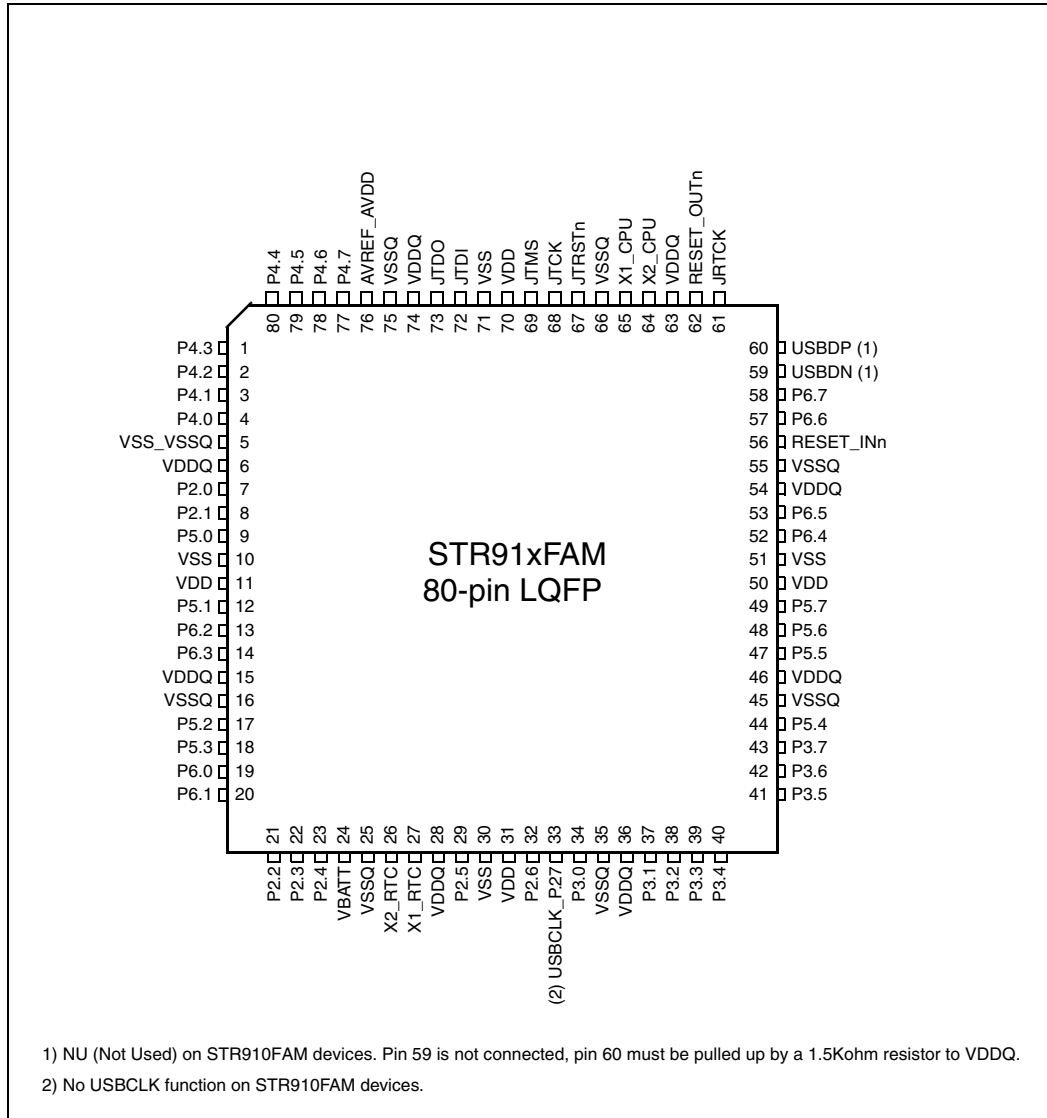 80 P4.4
79 P4.5
78 P4.6
77 P4.7
76 AVREF_AVDD
75 VSSQ
74 VDDQ
73 JTDO
72 JTDI
71 VSS
70 VDD
69 JTMS
68 JTCK
67 JTRSTn
66 VSSQ
65 X1_CPU
64 X2_CPU
63 VDDQ
62 RESET_OUTn
61 JRTCK
P4.3 1
P4.2 2
P4.1 3
P4.0 4
VSS_VSSQ 5
VDDQ 6
P2.0 7
P2.1 8
P5.0 9
VSS 10
VDD 11
P5.1 12
P6.2 13
P6.3 14
VDDQ 15
VSSQ 16
P5.2 17
P5.3 18
P6.0 19
P6.1 20
STR91xFAM
80-pin LQFP
60 USBDP (1)
59 USBDN (1)
58 P6.7
57 P6.6
56 RESET_INn
55 VSSQ
54 VDDQ
53 P6.5
52 P6.4
51 VSS
50 VDD
49 P5.7
48 P5.6
47 P5.5
46 VDDQ
45 VSSQ
44 P5.4
43 P3.7
42 P3.6
41 P3.5
P2.2 21
P2.3 22
P2.4 23
VBATT 24
VSSQ 25
X2_RTC 26
X1_RTC 27
VDDQ 28
P2.5 29
VSS 30
VDD 31
P2.6 32
(2) USBCLK_P2.7 33
P3.0 34
VSSQ 35
VDDQ 36
P3.1 37
P3.2 38
P3.3 39
P3.4 40
1) NU (Not Used) on STR910FAM devices. Pin 59 is not connected, pin 60 must be pulled up by a 1.5Kohm resistor to VDDQ.
2) No USBCLK function on STR910FAM devices.